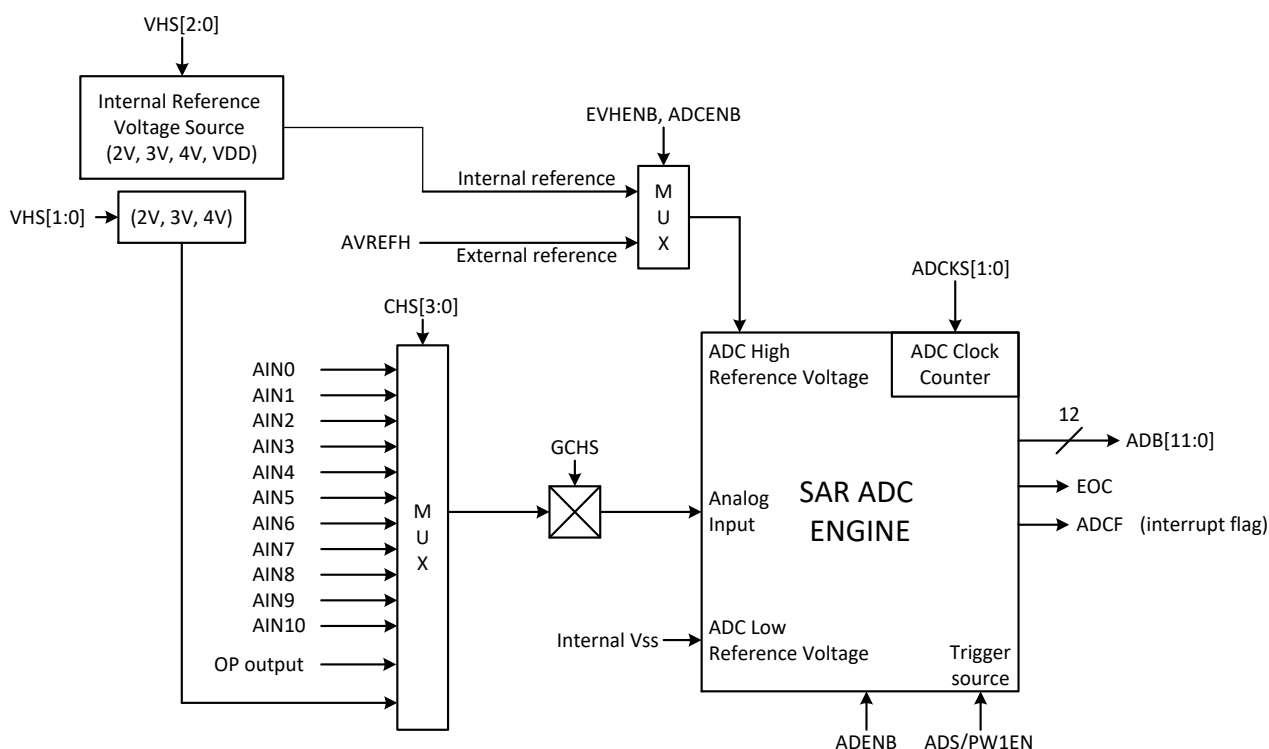 VHS[2:0]
Internal Reference
Voltage Source
(2V, 3V, 4V, VDD)
EVHENB, ADCENB
Internal reference
M
U
X
VHS[1:0]
(2V, 3V, 4V)
AVREFH
External reference
ADCKS[1:0]
CHS[3:0]
ADC High
Reference Voltage
ADC Clock
Counter
AIN0
AIN1
AIN2
AIN3
AIN4
AIN5
AIN6
AIN7
AIN8
AIN9
AIN10
OP output
M
U
X
GCHS
Analog
Input
SAR ADC
ENGINE
12
ADB[11:0]
EOC
ADCF (interrupt flag)
Internal Vss
ADC Low
Reference Voltage
Trigger
source
ADENB
ADS/PW1EN